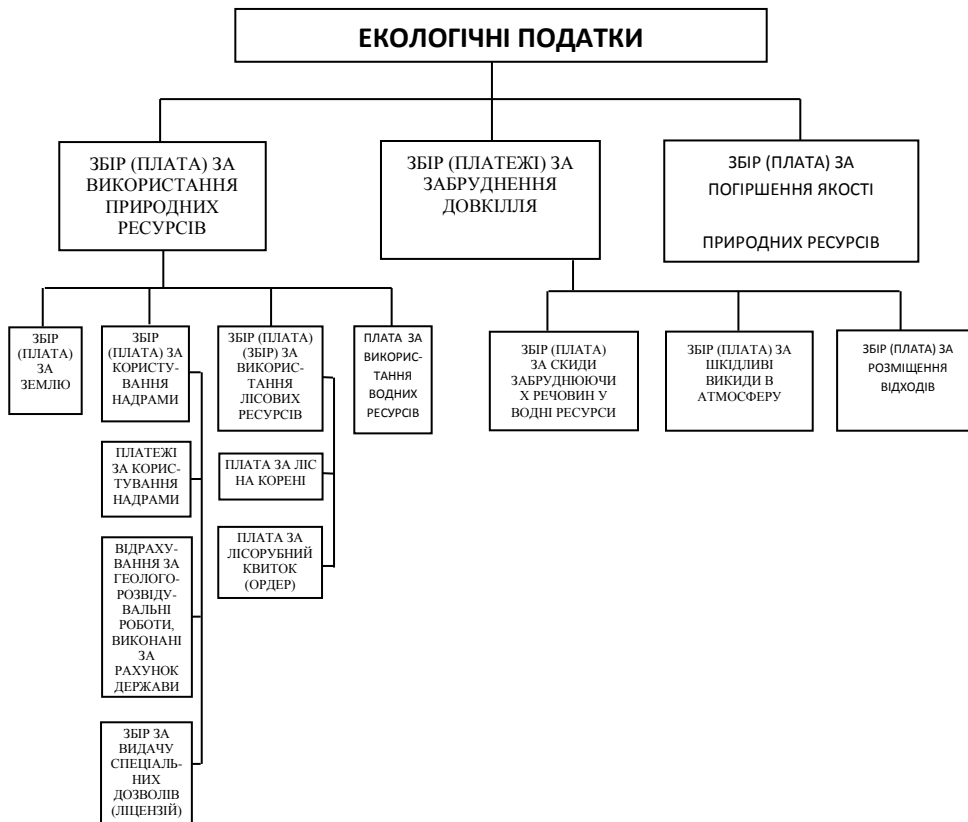 ЕКОЛОГІЧНІ ПОДАТКИ
ЗБІР (ПЛАТА) ЗА
ВИКОРИСТАННЯ
ПРИРОДНИХ
РЕСУРСІВ
ЗБІР (ПЛАТЕЖІ) ЗА
ЗАБРУДНЕННЯ
ДОВКІЛЛЯ
ЗБІР (ПЛАТА) ЗА
ПОГІРШЕННЯ ЯКОСТІ
ПРИРОДНИХ РЕСУРСІВ
ЗБІР
(ПЛАТА)
ЗА
ЗЕМЛЮ
ЗБІР
(ПЛАТА) ЗА
КОРИСТУ-
ВАННЯ
НАДРАМИ
ЗБІР (ПЛАТА)
(ЗБІР) ЗА
ВИКОРИС-
ТАННЯ
ЛІСОВИХ
РЕСУРСІВ
ПЛАТА ЗА
ВИКОРИС-
ТАННЯ
ВОДНИХ
РЕСУРСІВ
ЗБІР (ПЛАТА)
ЗА СКИДИ
ЗАБРУДНЮЮЧИ
Х РЕЧОВИН У
ВОДНІ РЕСУРСИ
ЗБІР (ПЛАТА) ЗА
ШКІДЛИВІ
ВИКИДИ В
АТМОСФЕРУ
ЗБІР (ПЛАТА) ЗА
РОЗМІЩЕННЯ
ВІДХОДІВ
ПЛАТЕЖІ
ЗА КОРИС-
ТУВАННЯ
НАДРАМИ
ВІДРАХУ-
ВАННЯ ЗА
ГЕОЛОГО-
РОЗВІДУ-
ВАЛЬНІ
РОБОТИ,
ВИКОНАНІ
ЗА
РАХУНОК
ДЕРЖАВИ
ЗБІР ЗА
ВИДАЧУ
СПЕЦІАЛЬ-
НИХ
ДОЗВОЛІВ
(ЛІЦЕНЗІЙ)
ПЛАТА ЗА ЛІС
НА КОРЕНІ
ПЛАТА ЗА
ЛІСОРУБНИЙ
КВИТОК
(ОРДЕР)